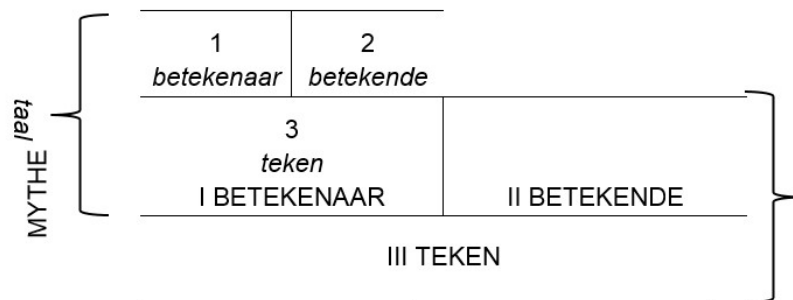 1 2
betekenaar betekende
3
teken
I BETEKENAAR II BETEKENDE
III TEKEN
taal
MYTHE